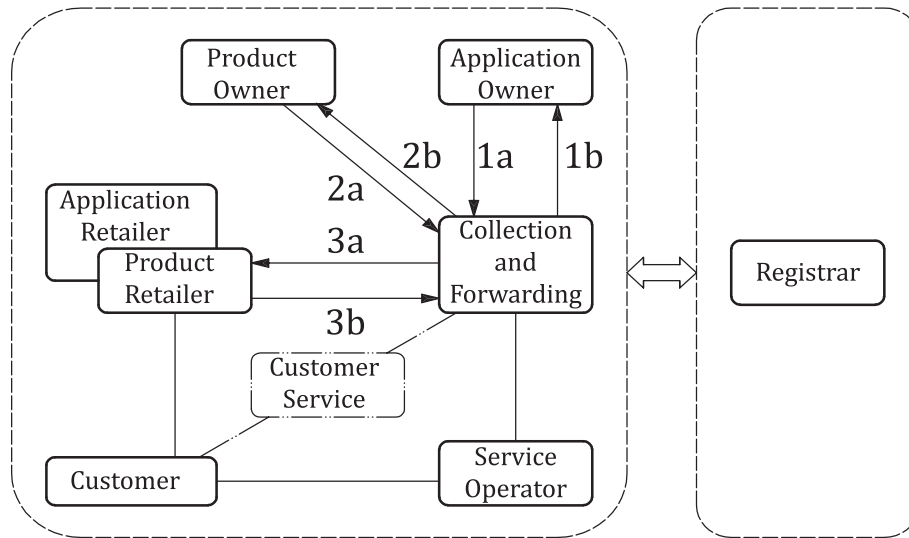 Product
Owner
Application
Owner
2b
1a
1b
2a
Application
Retailer
Product
Retailer
3a
Collection
and
Forwarding
Registrar
3b
Customer
Service
Customer
Service
Operator